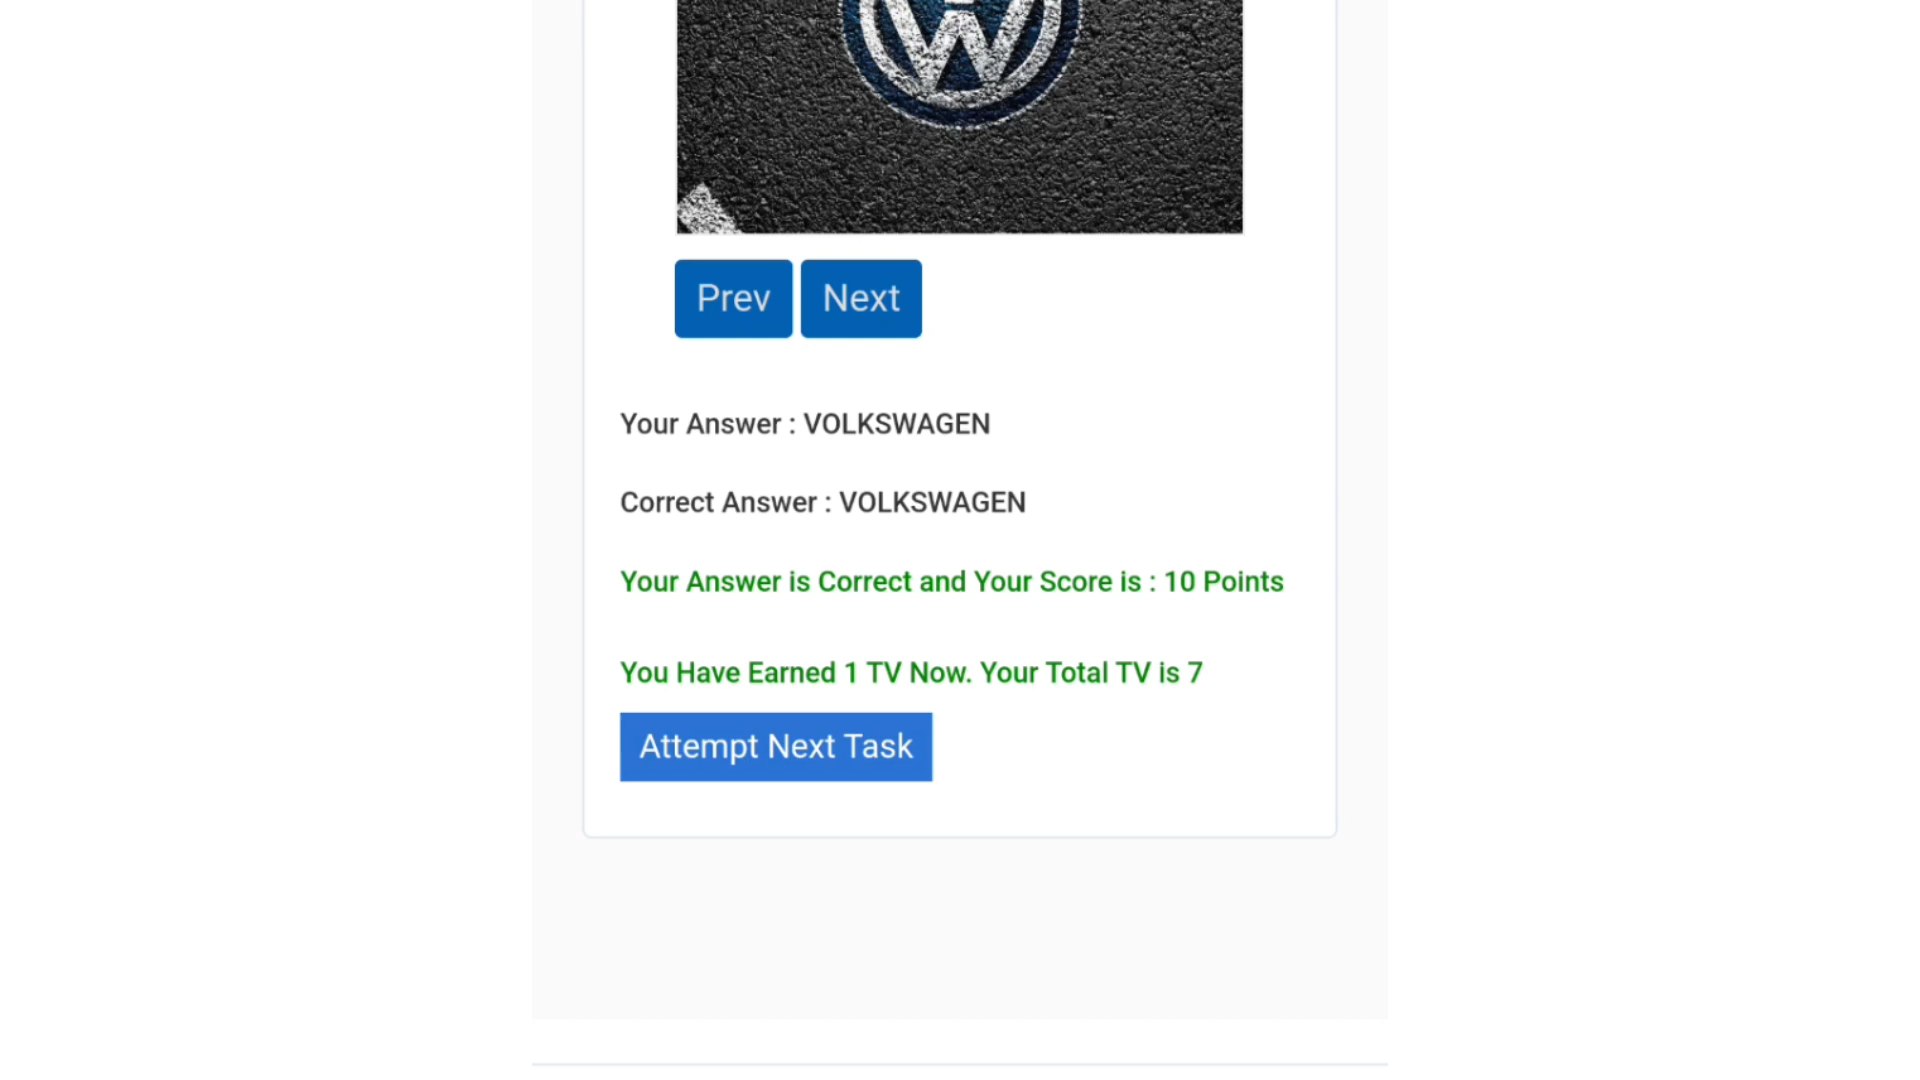 W
Prev Next
Your Answer : VOLKSWAGEN
Correct Answer : VOLKSWAGEN
Your Answer is Correct and Your Score is : 10 Points
You Have Earned 1 TV Now. Your Total TV is 7
Attempt Next Task